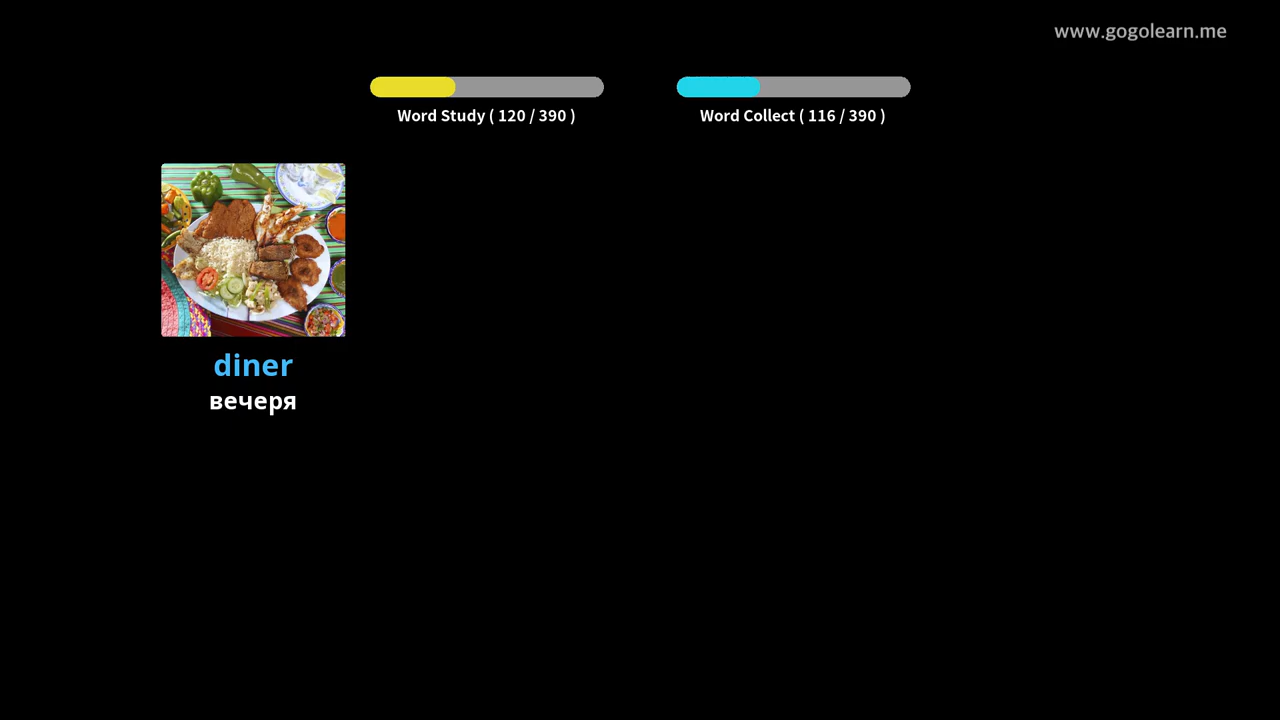 www.gogolearn.me
Word Study ( 120 / 390 )
Word Collect ( 116 / 390 )
diner
вечеря